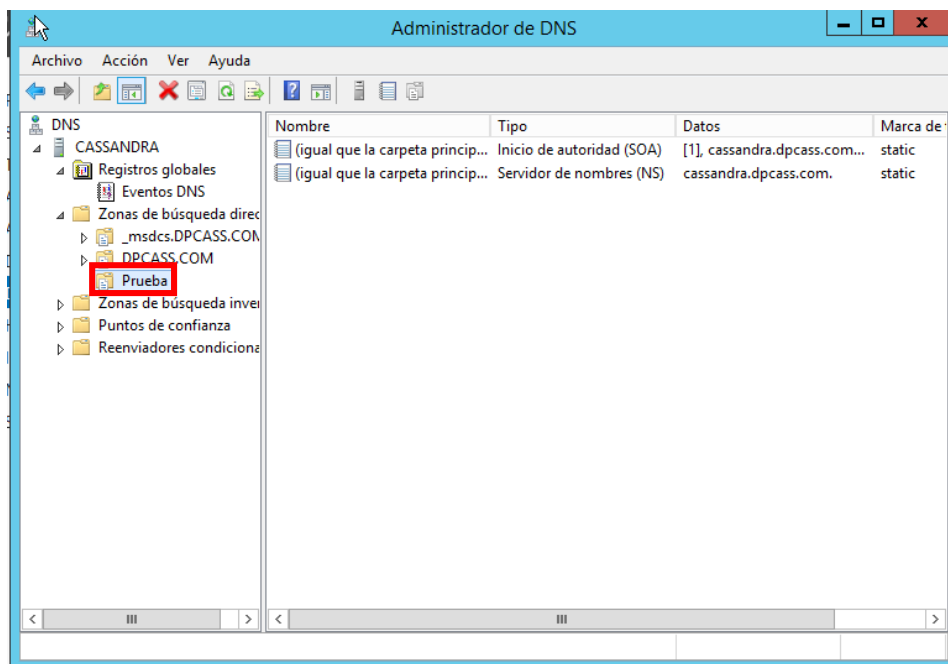 Administrador de DNS
Archivo Acción Ver Ayuda
DNS
CASSANDRA
Registros globales
Eventos DNS
Zonas de búsqueda direc
_msdcs.DPCASS.COM
DPCASS.COM
Prueba
Zonas de búsqueda inver
Puntos de confianza
Reenviadores condiciona
Nombre Tipo Datos Marca de
(igual que la carpeta princip... Inicio de autoridad (SOA) [1], cassandra.dpcass.com... static
(igual que la carpeta princip... Servidor de nombres (NS) cassandra.dpcass.com. static